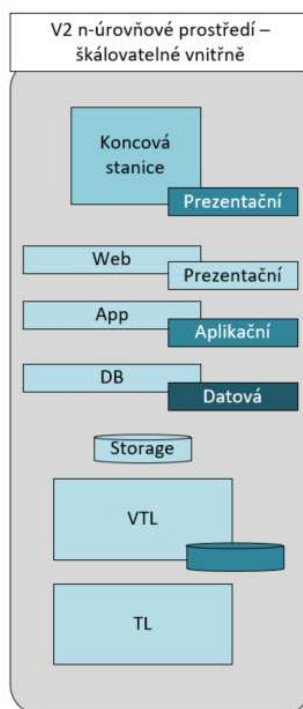 V2 n-úrovňové prostředí –
škálovatelné vnitřně
Koncová
stanice
Prezentační
Web
Prezentační
App
Aplikační
DB
Datová
Storage
VTL
TL